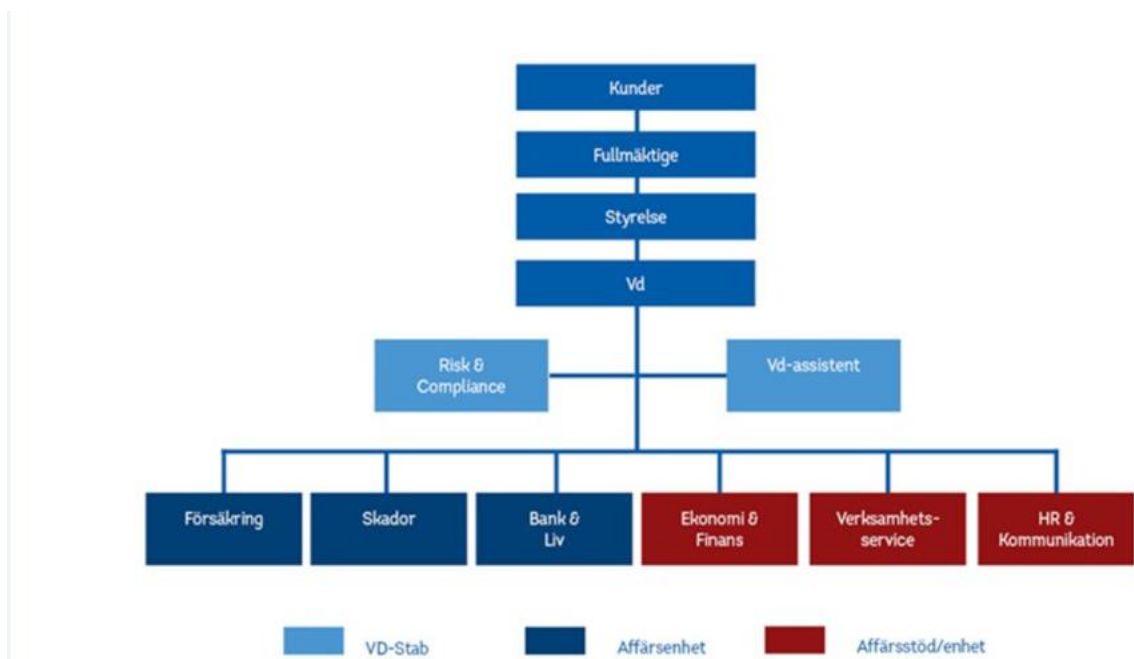 Kunder
Fullmäktige
Styrelse
Vd
Risk &
Compliance
Vd-assistent
Försäkring
Skador
Bank &
Liv
Ekonomi &
Finans
Verksamhets-
service
HR &
Kommunikation
VD-Stab
Affärsenhet
Affärsstöd/enhet